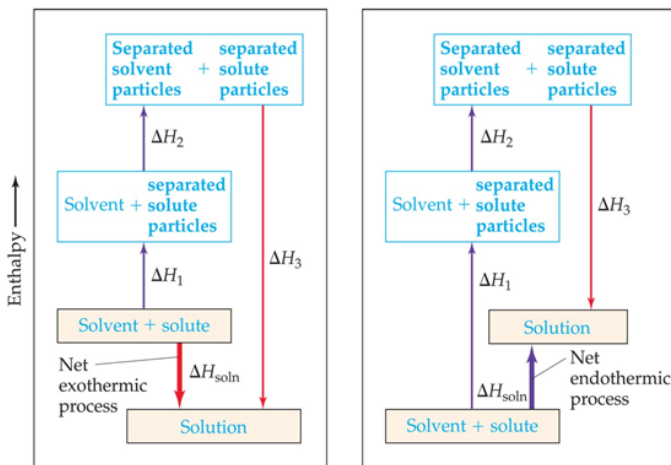 Enthalpy
Separated separated
solvent + solute
particles particles
ΔH2
separated
Solvent + solute
particles
ΔH3
ΔH1
Solvent + solute
Net
exothermic
process
ΔHsoln
Solution
Separated separated
solvent + solute
particles particles
ΔH2
separated
Solvent + solute
particles
ΔH3
ΔH1
Solution
Net
endothermic
process
ΔHsoln
Solvent + solute